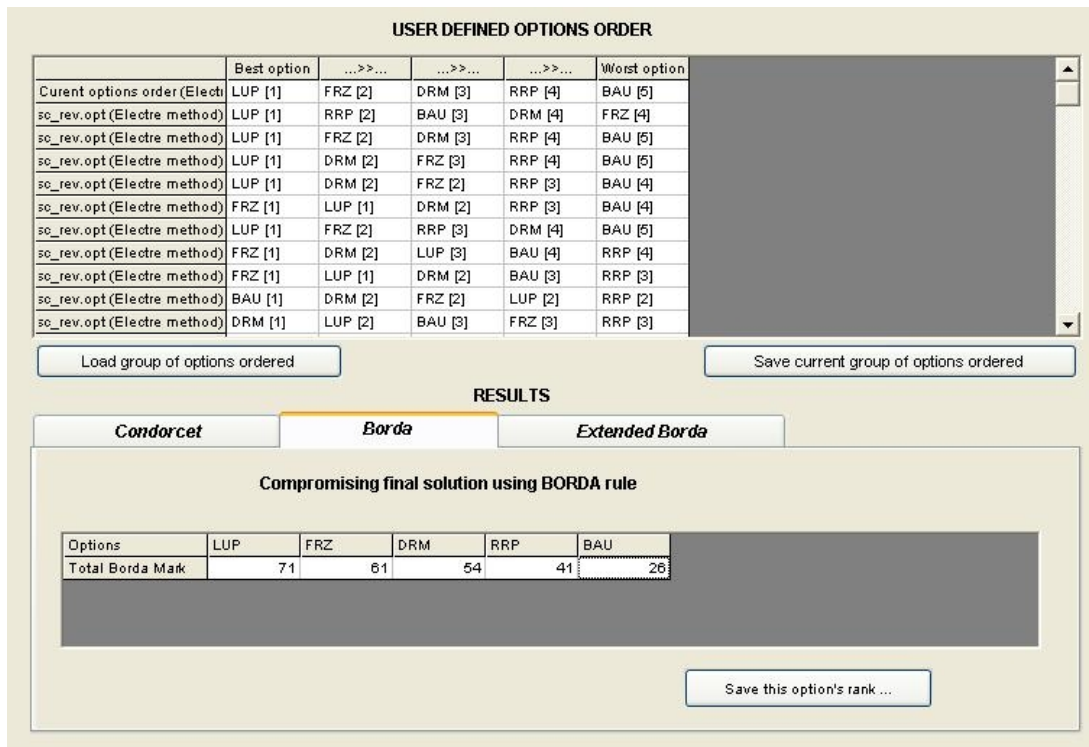 USER DEFINED OPTIONS ORDER
Best option ...>>... ...>>... ...>>... Worst option
Curent options order (Electr LUP [1] FRZ [2] DRM [3] RRP [4] BAU [5]
sc_rev.opt (Electre method) LUP [1] RRP [2] BAU [3] DRM [4] FRZ [4]
sc_rev.opt (Electre method) LUP [1] FRZ [2] DRM [3] RRP [4] BAU [5]
sc_rev.opt (Electre method) LUP [1] DRM [2] FRZ [3] RRP [4] BAU [5]
sc_rev.opt (Electre method) LUP [1] DRM [2] FRZ [2] RRP [3] BAU [4]
sc_rev.opt (Electre method) FRZ [1] LUP [1] DRM [2] RRP [3] BAU [4]
sc_rev.opt (Electre method) LUP [1] FRZ [2] RRP [3] DRM [4] BAU [5]
sc_rev.opt (Electre method) FRZ [1] DRM [2] LUP [3] BAU [4] RRP [4]
sc_rev.opt (Electre method) FRZ [1] LUP [1] DRM [2] BAU [3] RRP [3]
sc_rev.opt (Electre method) BAU [1] DRM [2] FRZ [2] LUP [2] RRP [2]
sc_rev.opt (Electre method) DRM [1] LUP [2] BAU [3] FRZ [3] RRP [3]
Load group of options ordered Save current group of options ordered
RESULTS
Condorcet Borda Extended Borda
Compromising final solution using BORDA rule
Options LUP FRZ DRM RRP BAU
Total Borda Mark 71 61 54 41 26
Save this option's rank ...